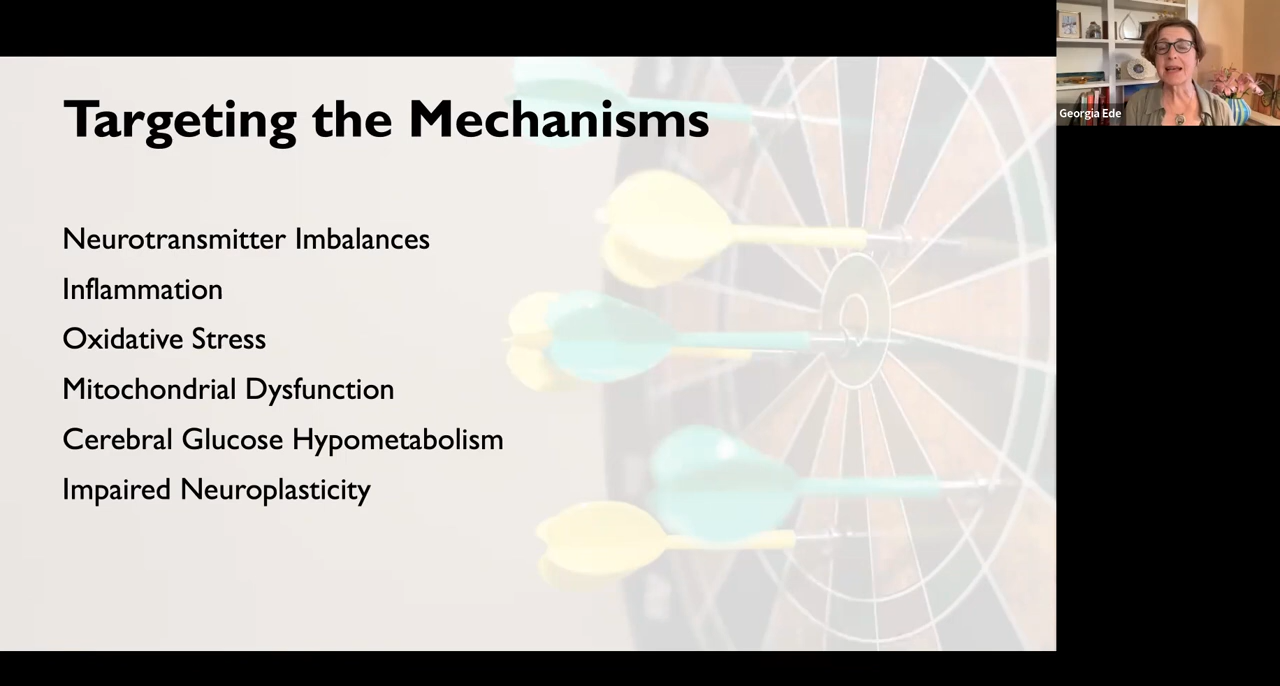 Targeting the Mechanisms
Neurotransmitter Imbalances
Inflammation
Oxidative Stress
Mitochondrial Dysfunction
Cerebral Glucose Hypometabolism
Impaired Neuroplasticity
Georgia Ede